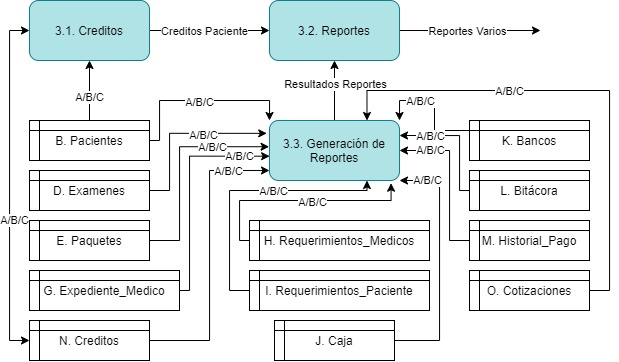 3.1. Creditos
Creditos Paciente
3.2. Reportes
Reportes Varios
A/B/C
Resultados Reportes
A/B/C
A/B/C
A/B/C
B. Pacientes
A/B/C
3.3. Generación de
Reportes
A/B/C
K. Bancos
A/B/C
A/B/C
D. Examenes
A/B/C
A/B/C
A/B/C
L. Bitácora
A/B/C
A/B/C
A/B/C
E. Paquetes
H. Requerimientos_Medicos
M. Historial_Pago
G. Expediente_Medico
I. Requerimientos_Paciente
O. Cotizaciones
N. Creditos
J. Caja